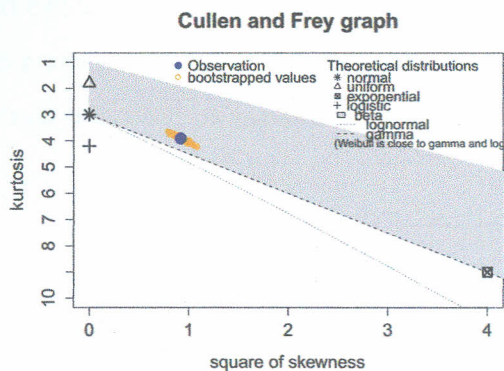 Cullen and Frey graph
Observation
bootstrapped values
Theoretical distributions
normal
uniform
exponential
logistic
beta
lognormal
gamma
(Weibull is close to gamma and log
kurtosis
1
2
3
4
5
6
7
8
9
10
0 1 2 3 4
square of skewness